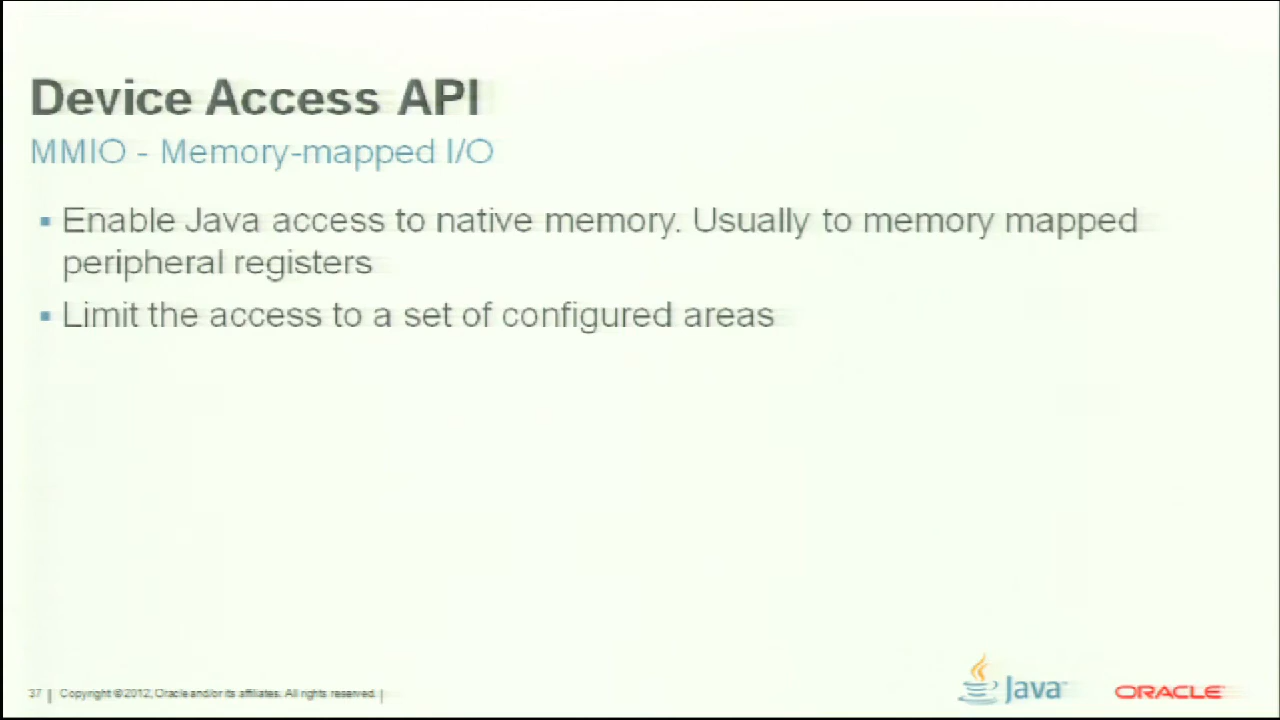 Device Access API
MMIO - Memory-mapped I/O
▪ Enable Java access to native memory. Usually to memory mapped
peripheral registers
▪ Limit the access to a set of configured areas
37 | Copyright © 2012, Oracle and/or its affiliates. All rights reserved. |
Java
ORACLE